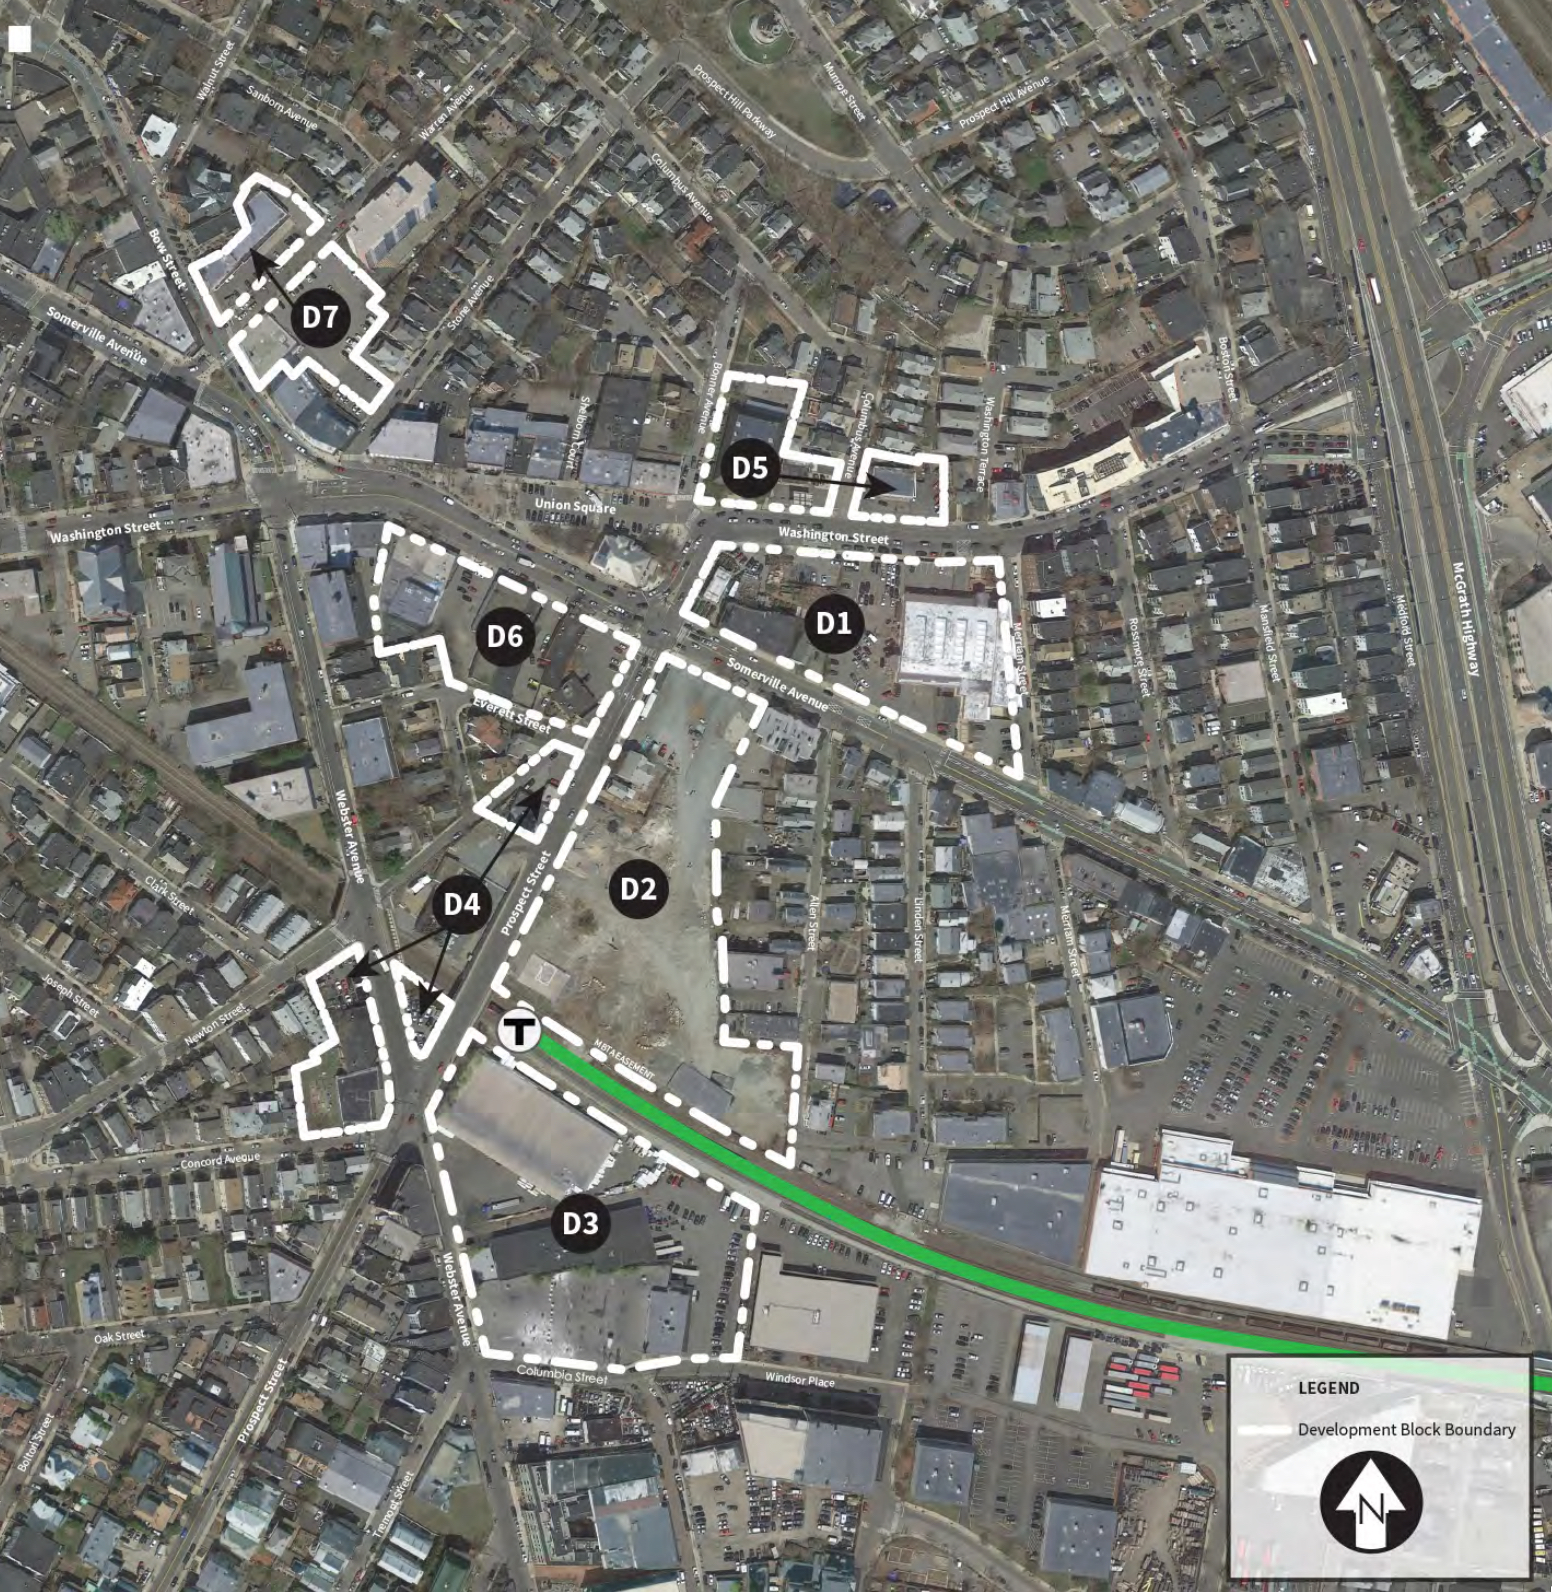 Walnut Street
Sanborn Avenue
Warren Avenue
Prospect Hill Parkway
Munroe Street
Prospect Hill Avenue
Columbus Avenue
Bow Street
Somerville Avenue
Stone Avenue
D7
Boston Street
Bonner Avenue
Columbus Avenue
Washington Terrace
D5
Union Square
Washington Street
Washington Street
McGrath Highway
Medford Street
Mansfield Street
Rossmore Street
Merriam Street
D1
D6
Everett Street
Somerville Avenue
Webster Avenue
Clark Street
Prospect Street
D4
D2
Allen Street
Linden Street
Merriam Street
Joseph Street
Newton Street
T
MBTA EASEMENT
Concord Avenue
D3
Webster Avenue
Oak Street
Columbia Street
Windsor Place
Prospect Street
Bolton Street
Tremont Street
LEGEND
Development Block Boundary
N